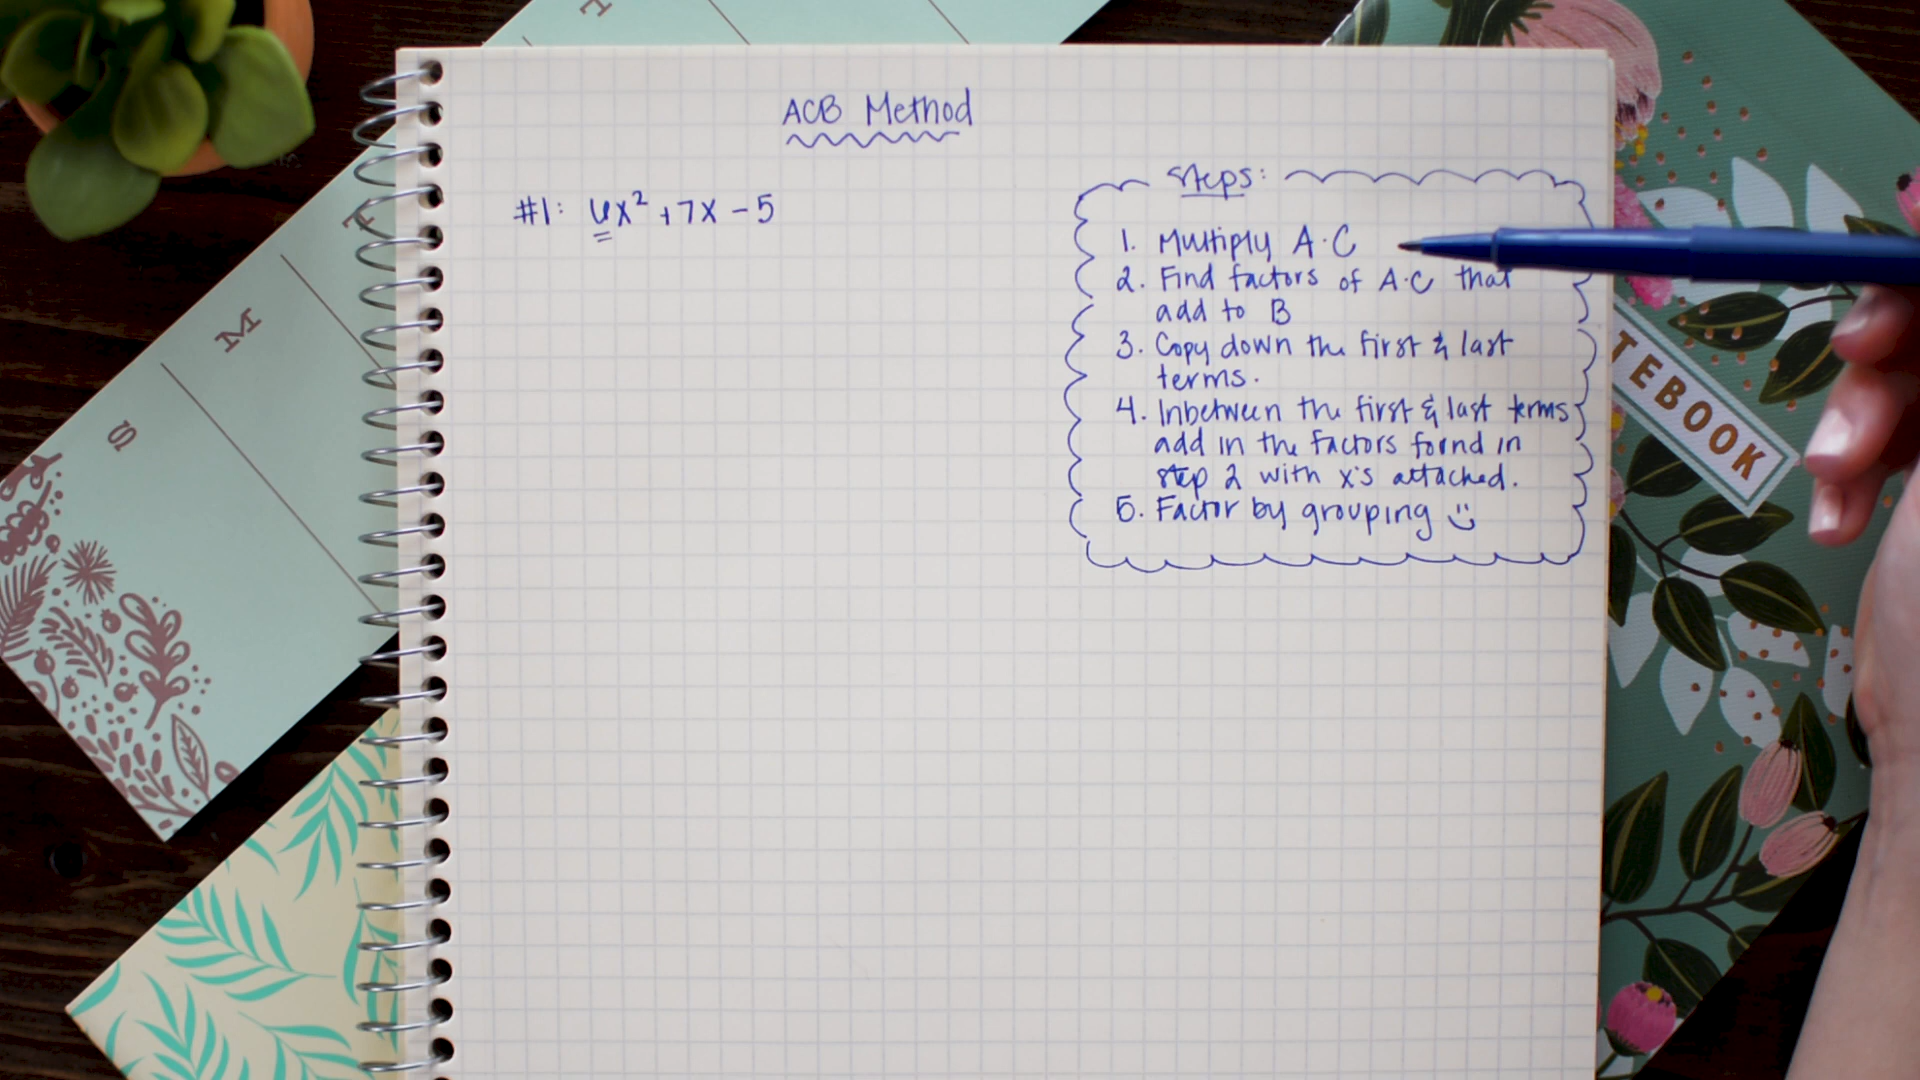 ACB Method
#1: 6x² + 7x - 5
Steps:
1. Multiply A·C
2. Find factors of A·C that
add to B
3. Copy down the first & last
terms.
4. Inbetween the first & last terms
add in the factors found in
step 2 with x's attached.
5. Factor by grouping
S
M
T
TEBOOK